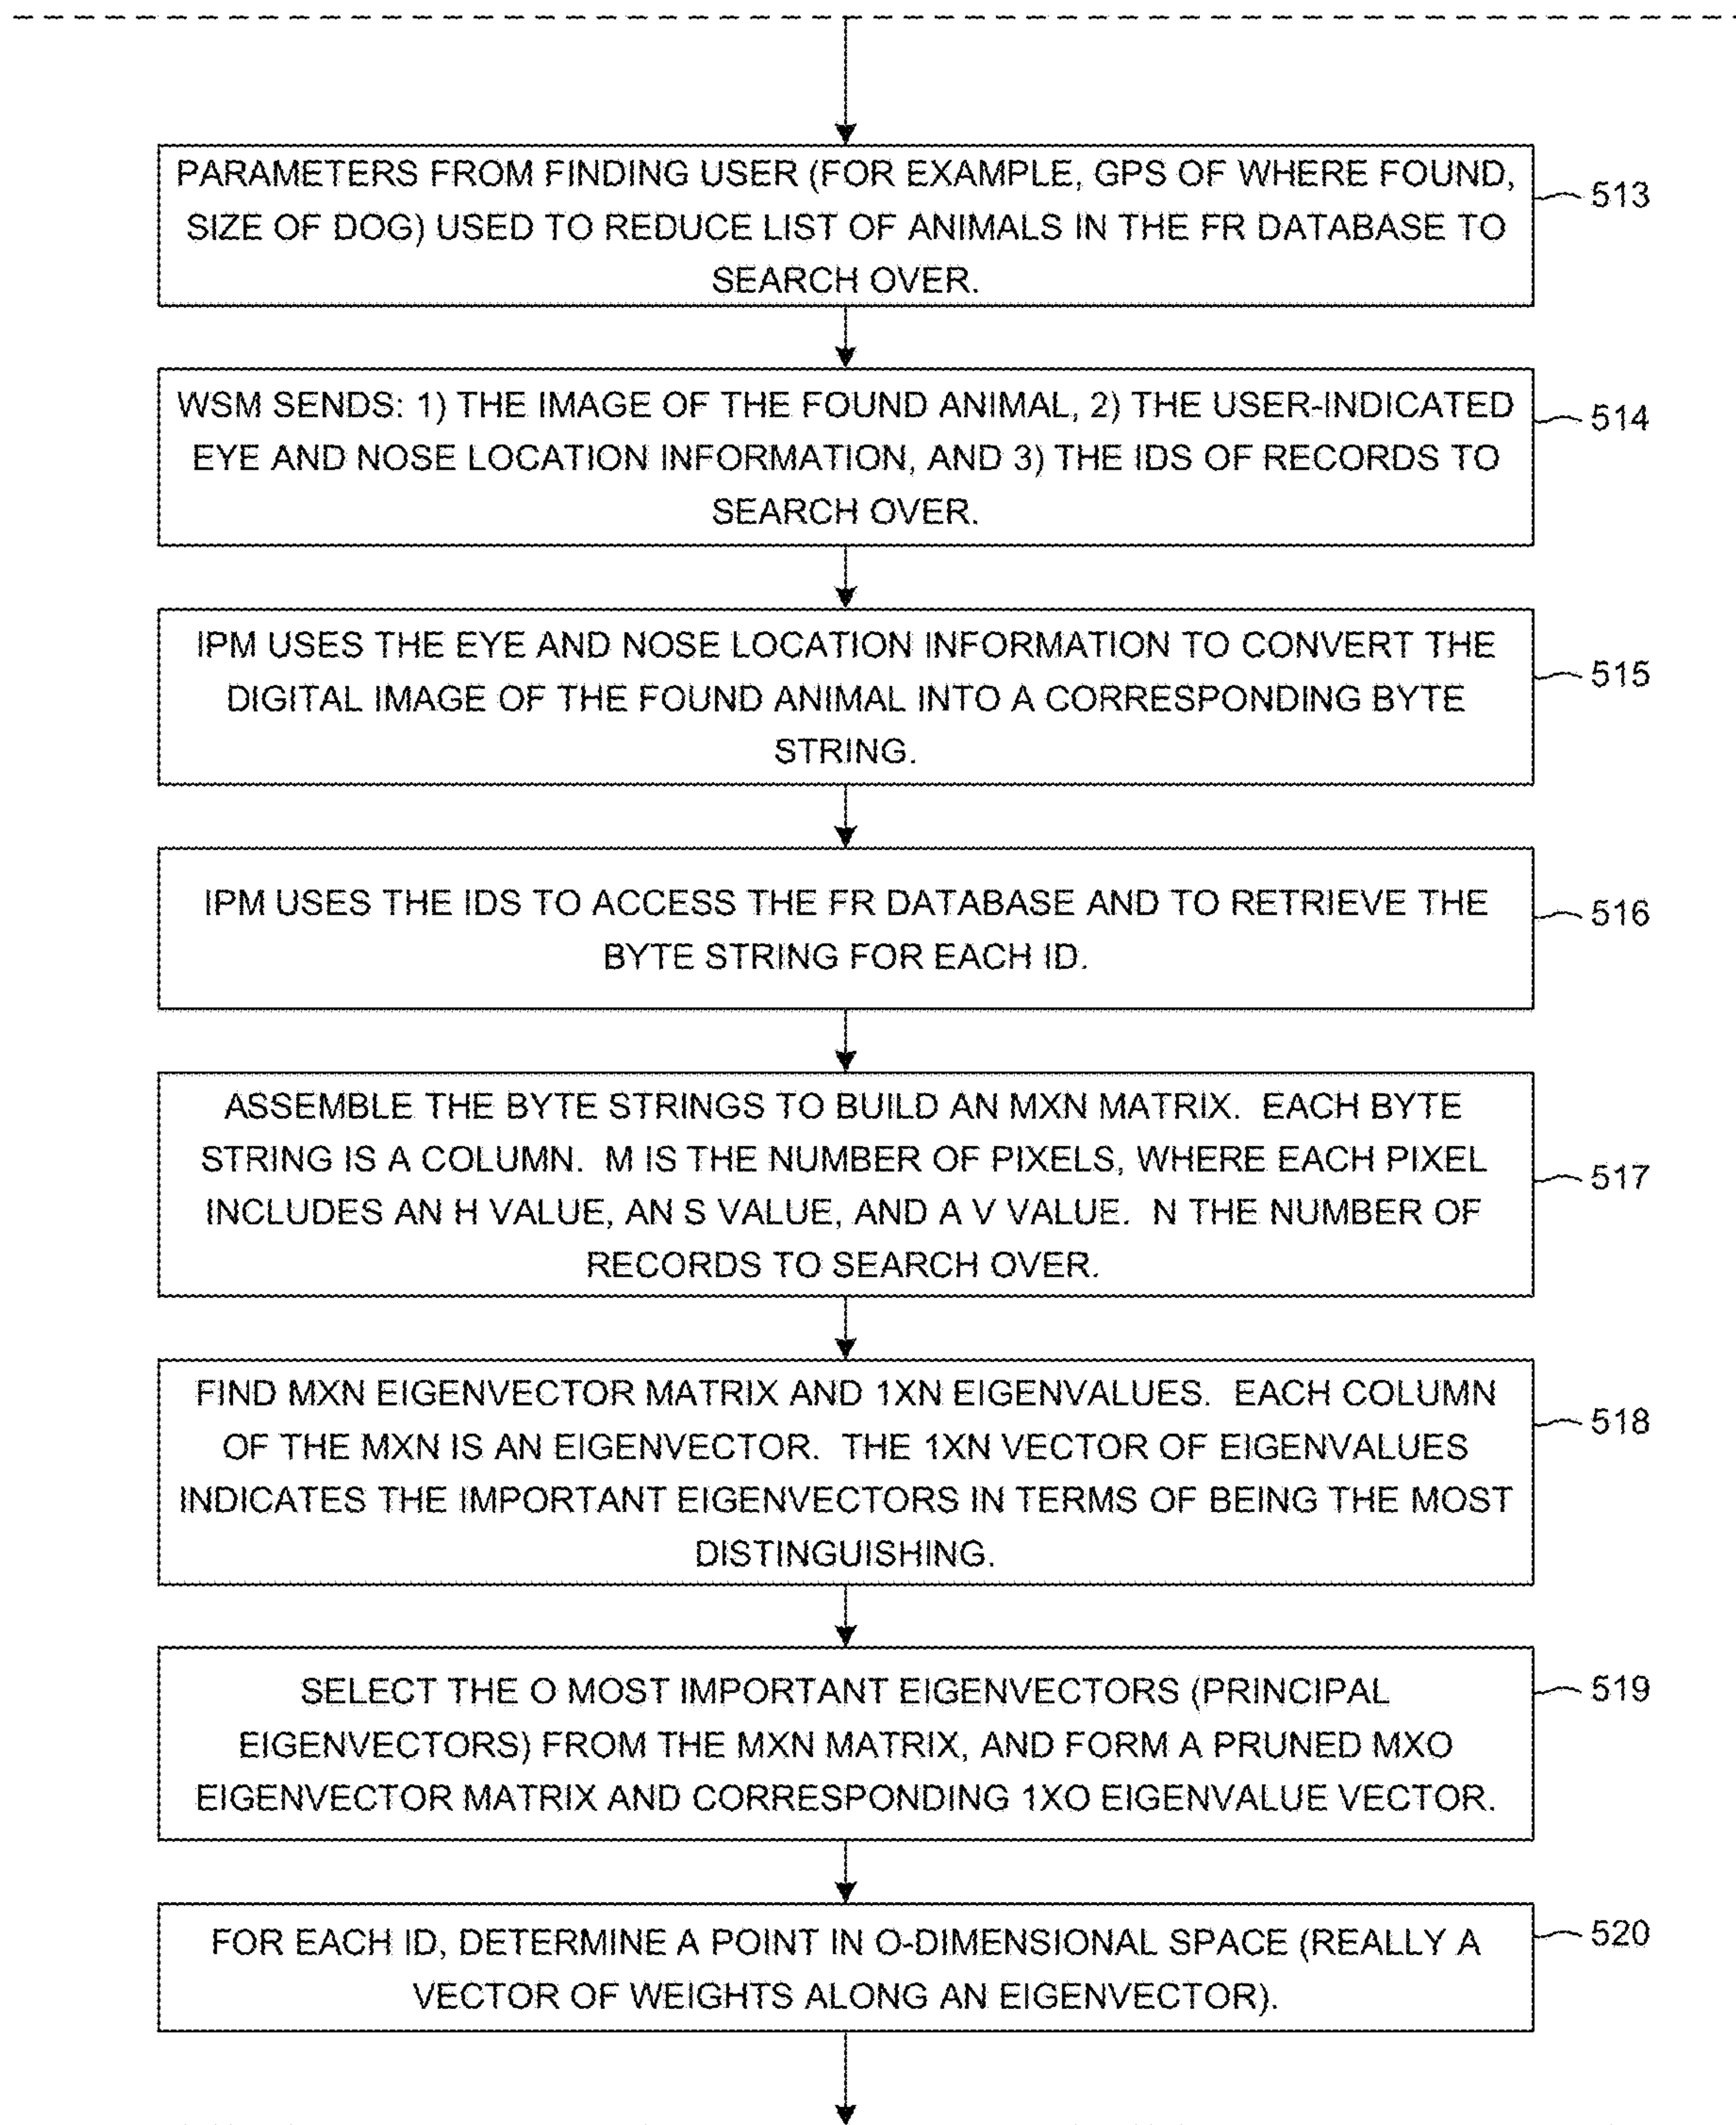 PARAMETERS FROM FINDING USER (FOR EXAMPLE, GPS OF WHERE FOUND,
SIZE OF DOG) USED TO REDUCE LIST OF ANIMALS IN THE FR DATABASE TO
SEARCH OVER.
513
WSM SENDS: 1) THE IMAGE OF THE FOUND ANIMAL, 2) THE USER-INDICATED
EYE AND NOSE LOCATION INFORMATION, AND 3) THE IDS OF RECORDS TO
SEARCH OVER.
514
IPM USES THE EYE AND NOSE LOCATION INFORMATION TO CONVERT THE
DIGITAL IMAGE OF THE FOUND ANIMAL INTO A CORRESPONDING BYTE
STRING.
515
IPM USES THE IDS TO ACCESS THE FR DATABASE AND TO RETRIEVE THE
BYTE STRING FOR EACH ID.
516
ASSEMBLE THE BYTE STRINGS TO BUILD AN MXN MATRIX. EACH BYTE
STRING IS A COLUMN. M IS THE NUMBER OF PIXELS, WHERE EACH PIXEL
INCLUDES AN H VALUE, AN S VALUE, AND A V VALUE. N THE NUMBER OF
RECORDS TO SEARCH OVER.
517
FIND MXN EIGENVECTOR MATRIX AND 1XN EIGENVALUES. EACH COLUMN
OF THE MXN IS AN EIGENVECTOR. THE 1XN VECTOR OF EIGENVALUES
INDICATES THE IMPORTANT EIGENVECTORS IN TERMS OF BEING THE MOST
DISTINGUISHING.
518
SELECT THE O MOST IMPORTANT EIGENVECTORS (PRINCIPAL
EIGENVECTORS) FROM THE MXN MATRIX, AND FORM A PRUNED MXO
EIGENVECTOR MATRIX AND CORRESPONDING 1XO EIGENVALUE VECTOR.
519
FOR EACH ID, DETERMINE A POINT IN O-DIMENSIONAL SPACE (REALLY A
VECTOR OF WEIGHTS ALONG AN EIGENVECTOR).
520